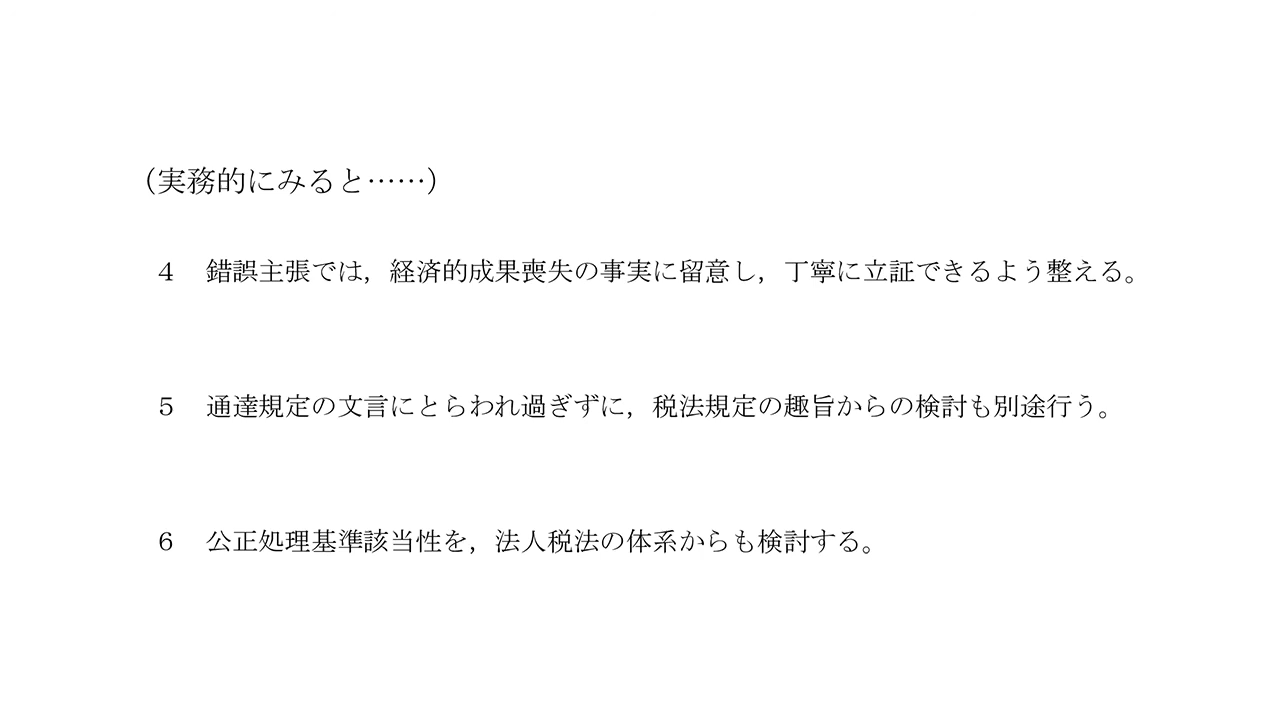 （実務的にみると……）
４　錯誤主張では，経済的成果喪失の事実に留意し，丁寧に立証できるよう整える。
５　通達規定の文言にとらわれ過ぎずに，税法規定の趣旨からの検討も別途行う。
６　公正処理基準該当性を，法人税法の体系からも検討する。